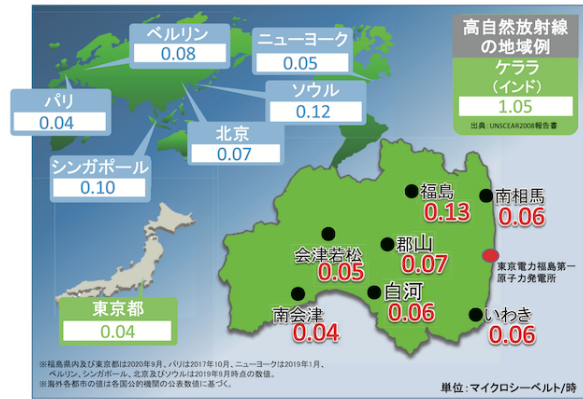 ベルリン
0.08
ニューヨーク
0.05
高自然放射線
の地域例
ケララ
(インド)
1.05
出典:UNSCEAR2008報告書
パリ
0.04
ソウル
0.12
北京
0.07
シンガポール
0.10
福島
0.13
南相馬
0.06
会津若松
0.05
郡山
0.07
東京電力福島第一
原子力発電所
南会津
0.04
白河
0.06
いわき
0.06
東京都
0.04
※福島県内及び東京都は2020年9月、パリは2017年10月、ニューヨークは2019年1月、
ベルリン、シンガポール、北京及びソウルは2019年9月時点の数値。
※海外各都市の値は各国公的機関の公表数値に基づく。
単位:マイクロシーベルト/時